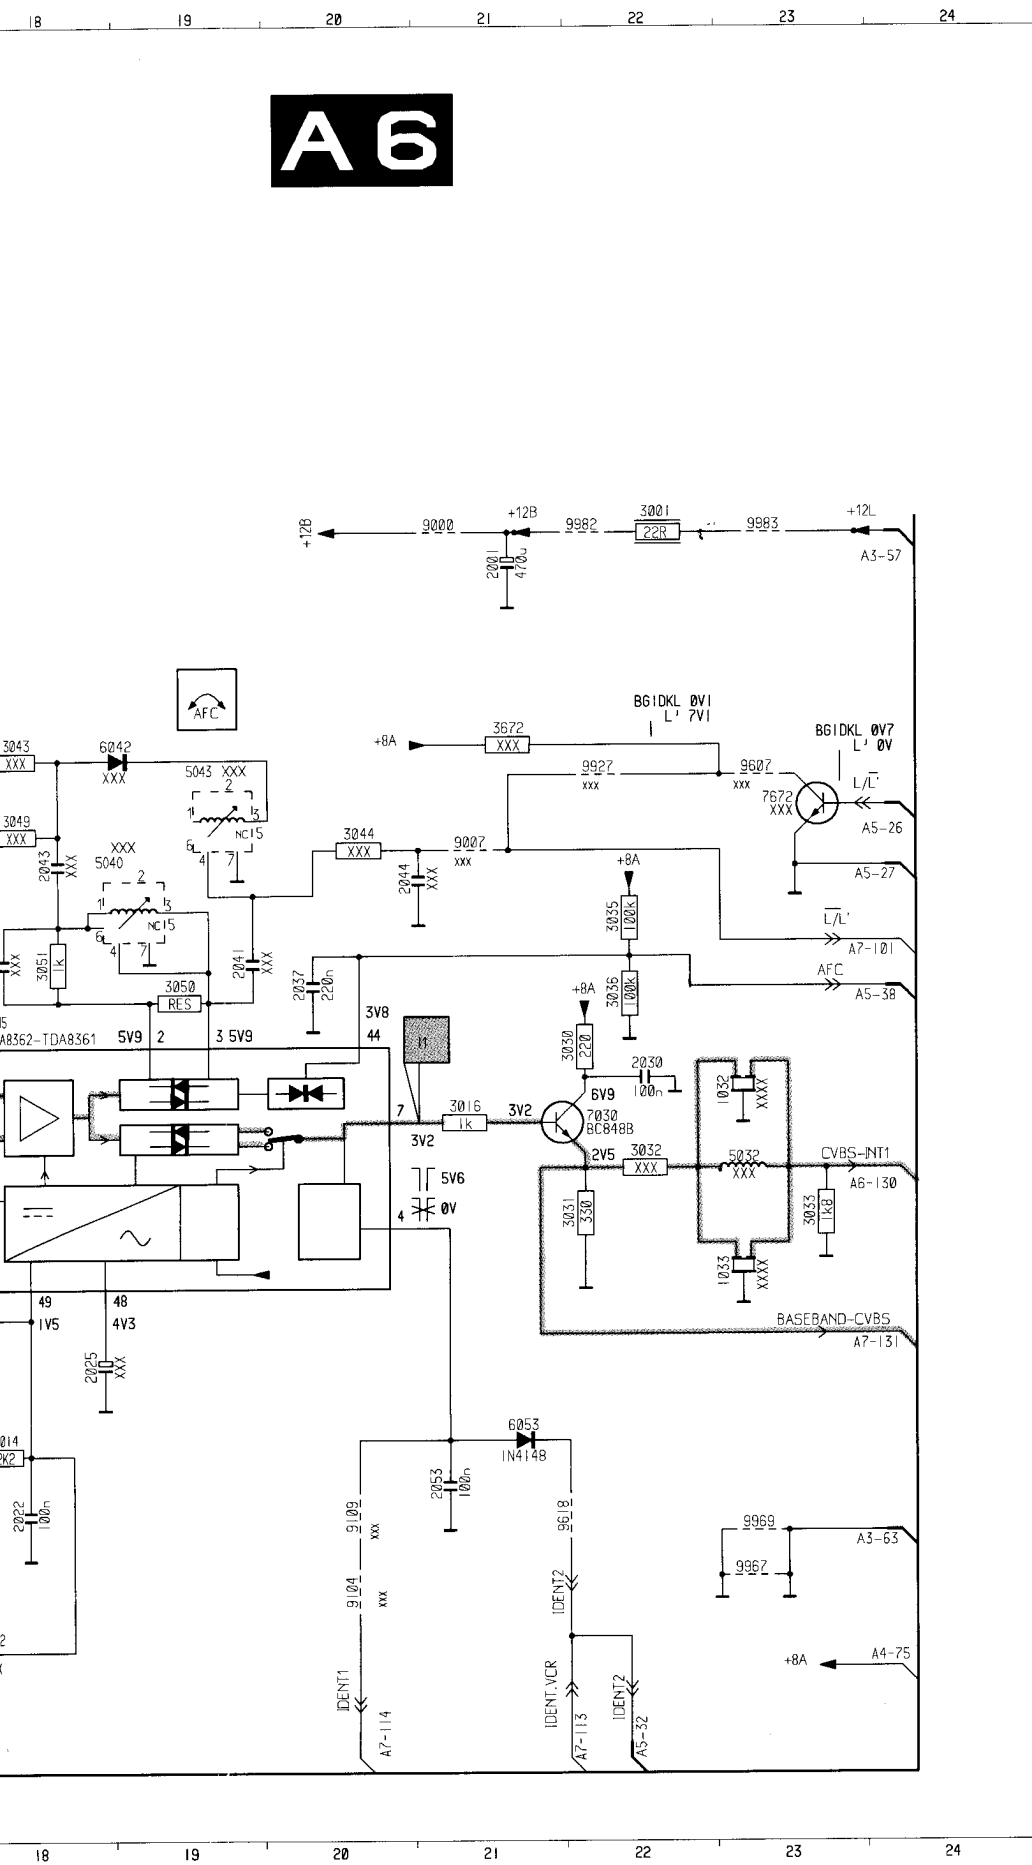 18 19 20 21 22 23 24
A6
+12B
9000
+12B
9982
3001
22R
9983
+12L
A3-57
2001
470u
AFC
BGIDKL 0V1
L' 7V1
BGIDKL 0V7
L' 0V
3043
XXX
6042
XXX
5043 XXX
2
1
3
NC
5
6
4
7
+8A
3672
XXX
9927
xxx
9607
xxx
7672
XXX
L/L̅'
A5-26
3049
XXX
2043
XXX
XXX
5040
2
1
3
NC
5
6
4
7
3044
XXX
9007
xxx
2044
XXX
+8A
A5-27
3035
100k
L̅/L'
A7-101
XXX
3051
1k
2041
XXX
2037
220n
3036
100k
AFC
A5-38
3050
RES
+8A
A8362-TDA8361
5V9 2
3 5V9
3V8
44
I1
3030
220
2030
100n
6V9
1032
XXXX
7
3016
1k
3V2
3V2
7030
BC848B
2V5
3032
XXX
5032
XXX
CVBS-INT1
A6-130
5V6
0V
4
3031
330
3033
1k8
1033
XXXX
49
48
1V5
4V3
BASEBAND-CVBS
A7-131
2025
XXX
6053
1N4148
2053
100n
2022
100n
9109
xxx
9618
9969
A3-63
9967
9104
xxx
IDENT2
+8A
A4-75
IDENT1
A7-114
IDENT.VCR
A7-113
IDENT2
A5-32
18 19 20 21 22 23 24